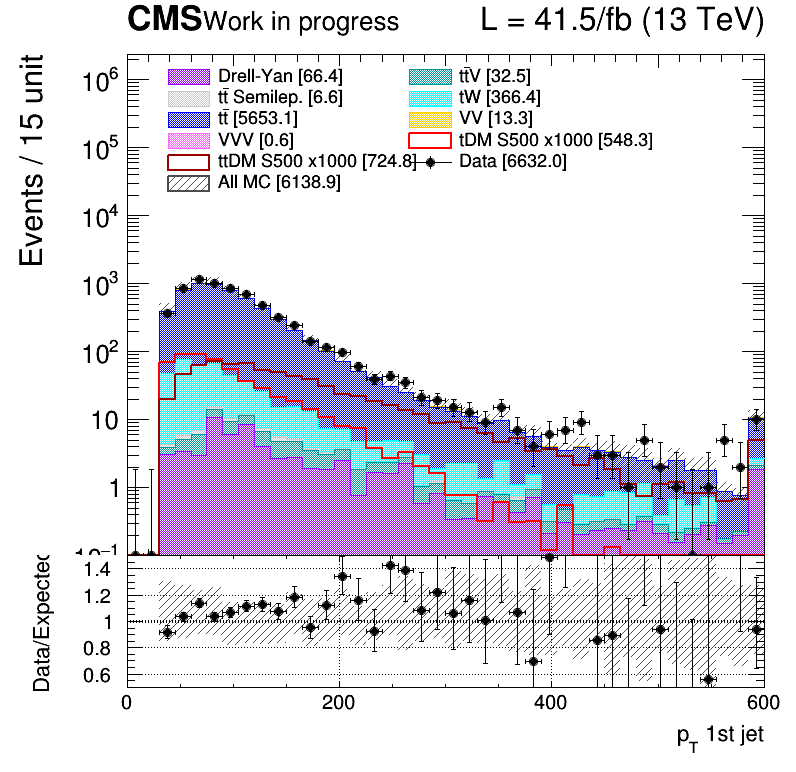 CMS Work in progress L = 41.5/fb (13 TeV)
Events / 15 unit
Drell-Yan [66.4] tt̄V [32.5]
tt̄ Semilep. [6.6] tW [366.4]
tt̄ [5653.1] VV [13.3]
VVV [0.6] tDM S500 x1000 [548.3]
ttDM S500 x1000 [724.8] Data [6632.0]
All MC [6138.9]
10⁶
10⁵
10⁴
10³
10²
10
1
10⁻¹
Data/Expected
1.4
1.2
1
0.8
0.6
0 200 400 600
p_T 1st jet